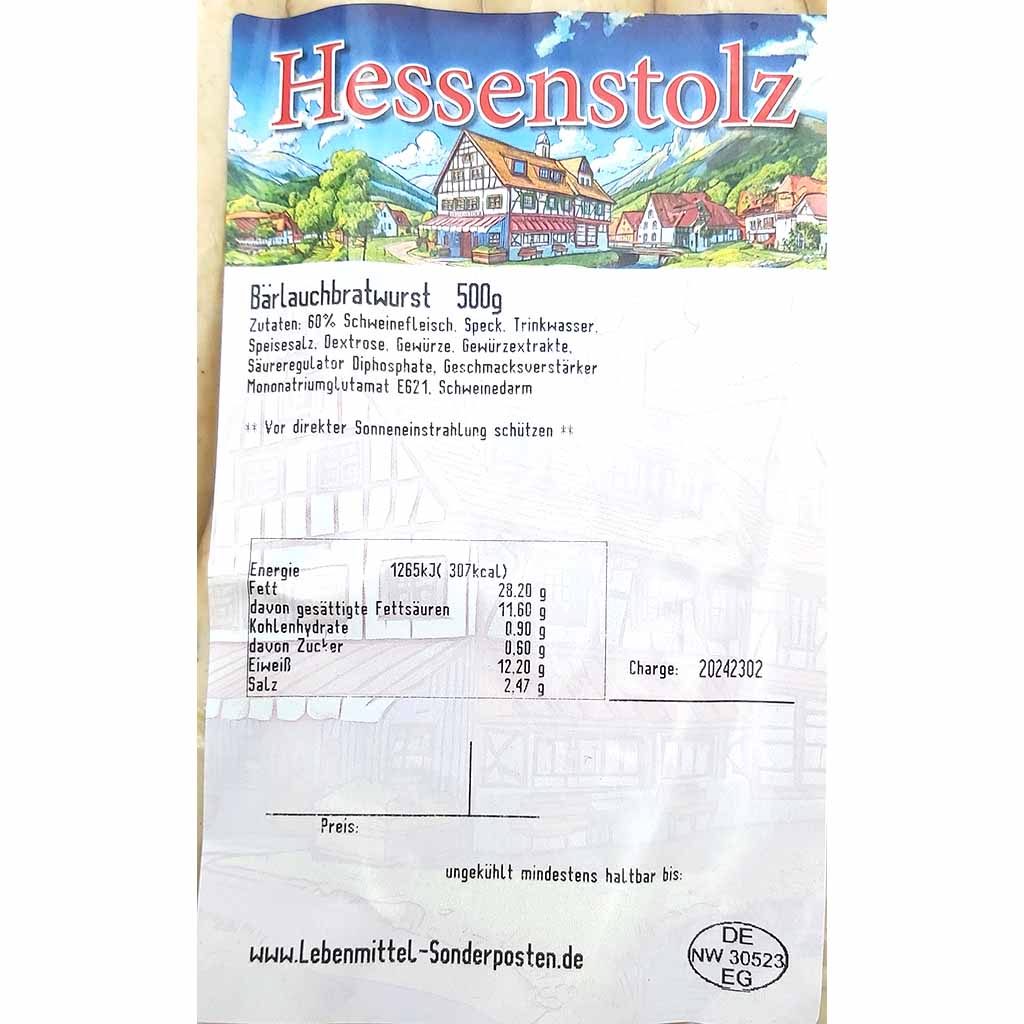 Hessenstolz
Bärlauchbratwurst 500g
Zutaten: 60% Schweinefleisch, Speck, Trinkwasser,
Speisesalz, Dextrose, Gewürze, Gewürzextrakte,
Säureregulator Diphosphate, Geschmacksverstärker
Mononatriumglutamat E621, Schweinedarm
** Vor direkter Sonneneinstrahlung schützen **
Energie 1265kJ( 307kcal)
Fett 28.20 g
davon gesättigte Fettsäuren 11.60 g
Kohlenhydrate 0.90 g
davon Zucker 0.60 g
Eiweiß 12.20 g
Salz 2.47 g
Charge: 20242302
Preis:
ungekühlt mindestens haltbar bis:
www.Lebenmittel-Sonderposten.de
DE
NW 30523
EG